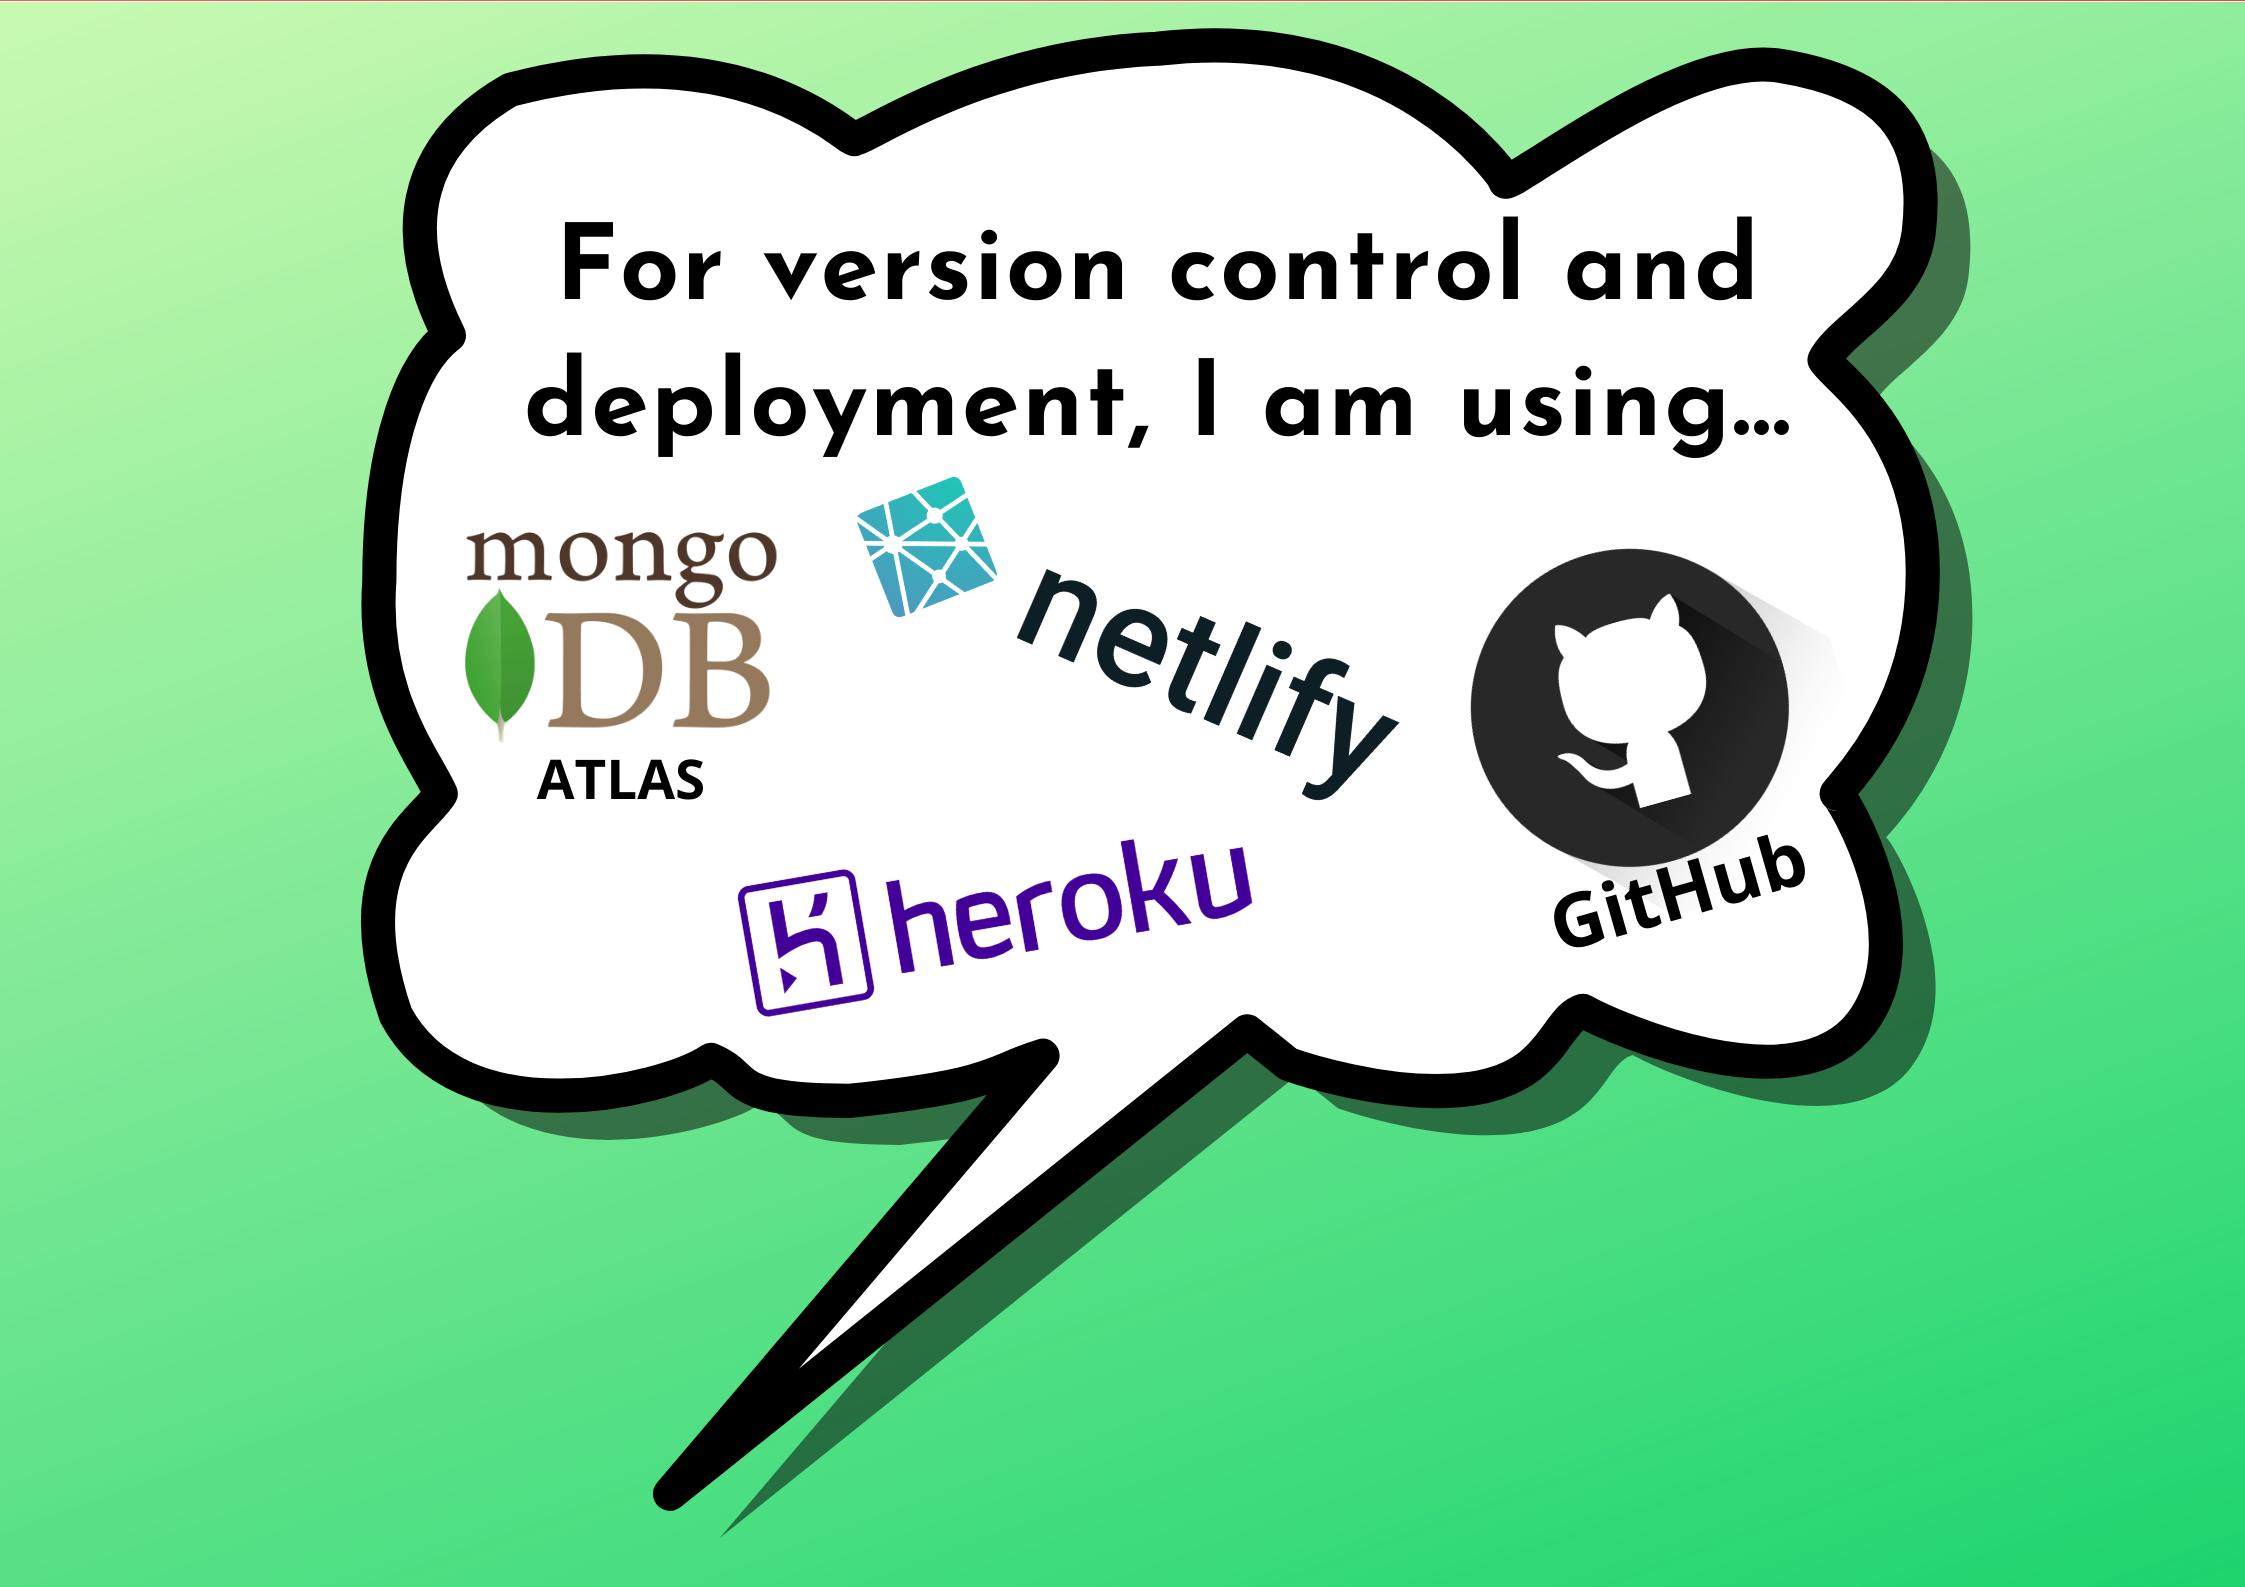 For version control and
deployment, I am using...
mongo
DB
ATLAS
netlify
GitHub
heroku